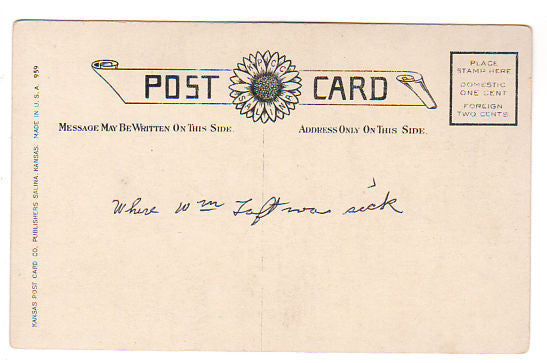 POST CARD
K.P.C.C.
SALINA
PLACE
STAMP HERE
DOMESTIC
ONE CENT
FOREIGN
TWO CENTS
MESSAGE MAY BE WRITTEN ON THIS SIDE.
ADDRESS ONLY ON THIS SIDE.
Where Wm Taft was sick
KANSAS POST CARD CO. PUBLISHERS SALINA, KANSAS. MADE IN U.S.A. 959